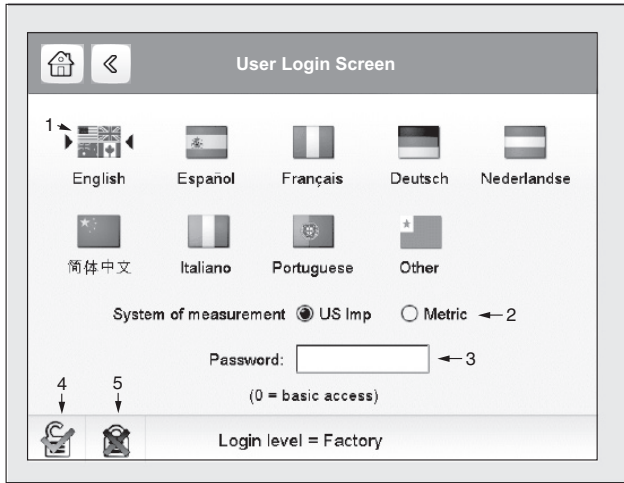 User Login Screen
1
English Español Français Deutsch Nederlandse
简体中文 Italiano Portuguese Other
System of measurement US Imp Metric 2
Password: 3
4 5 (0 = basic access)
Login level = Factory